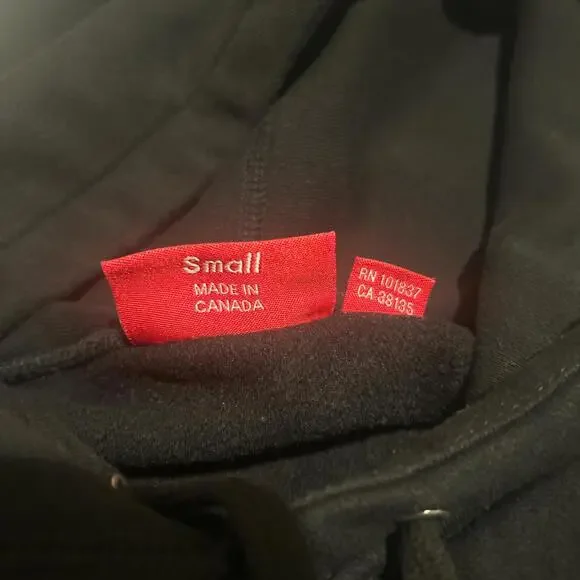 Small
MADE IN
CANADA
RN 101837
CA 38135